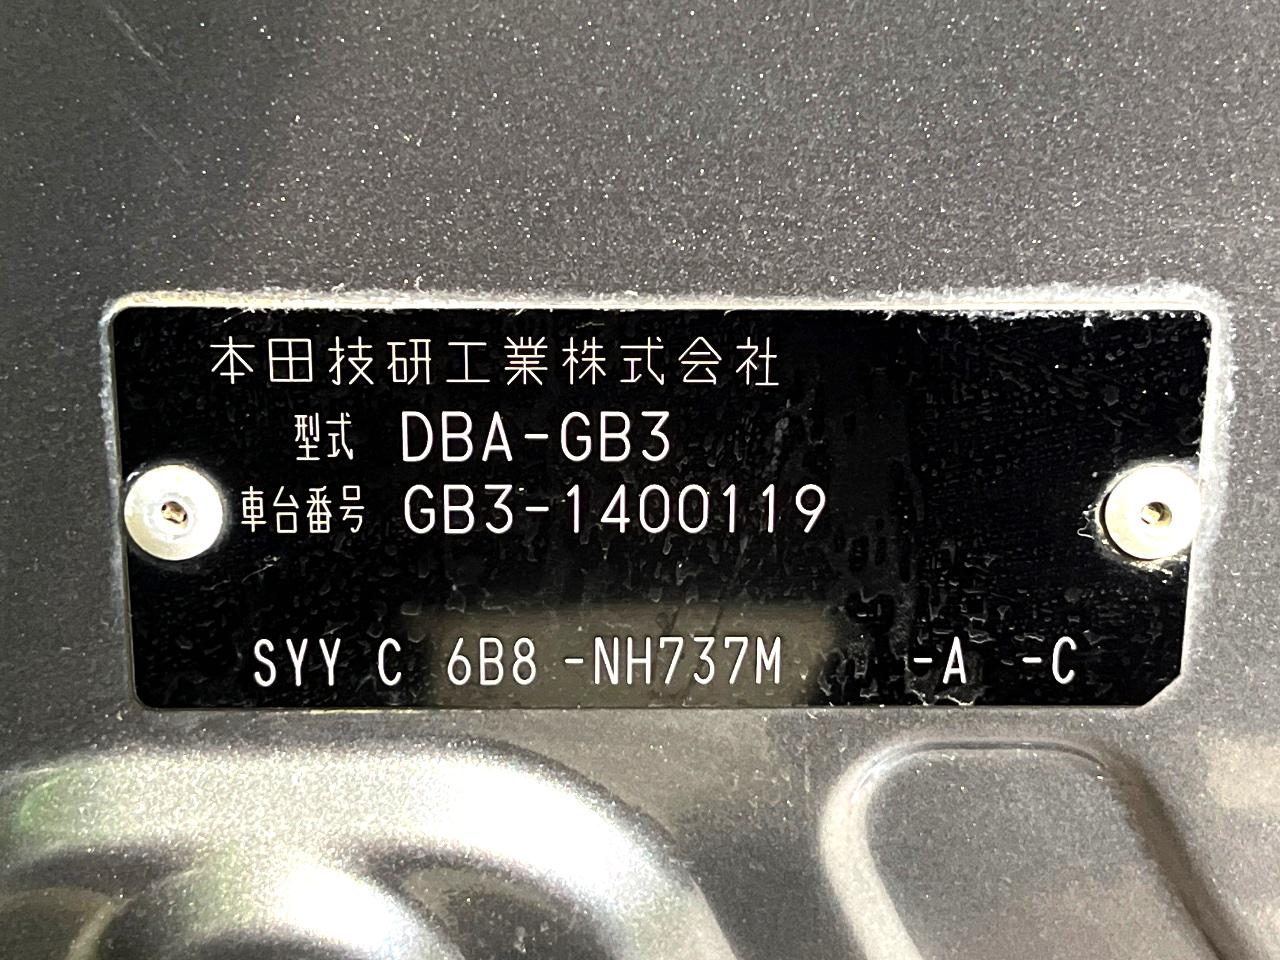 本田技研工業株式会社
型式 DBA-GB3
車台番号 GB3-1400119
SYY C 6B8 -NH737M -A -C